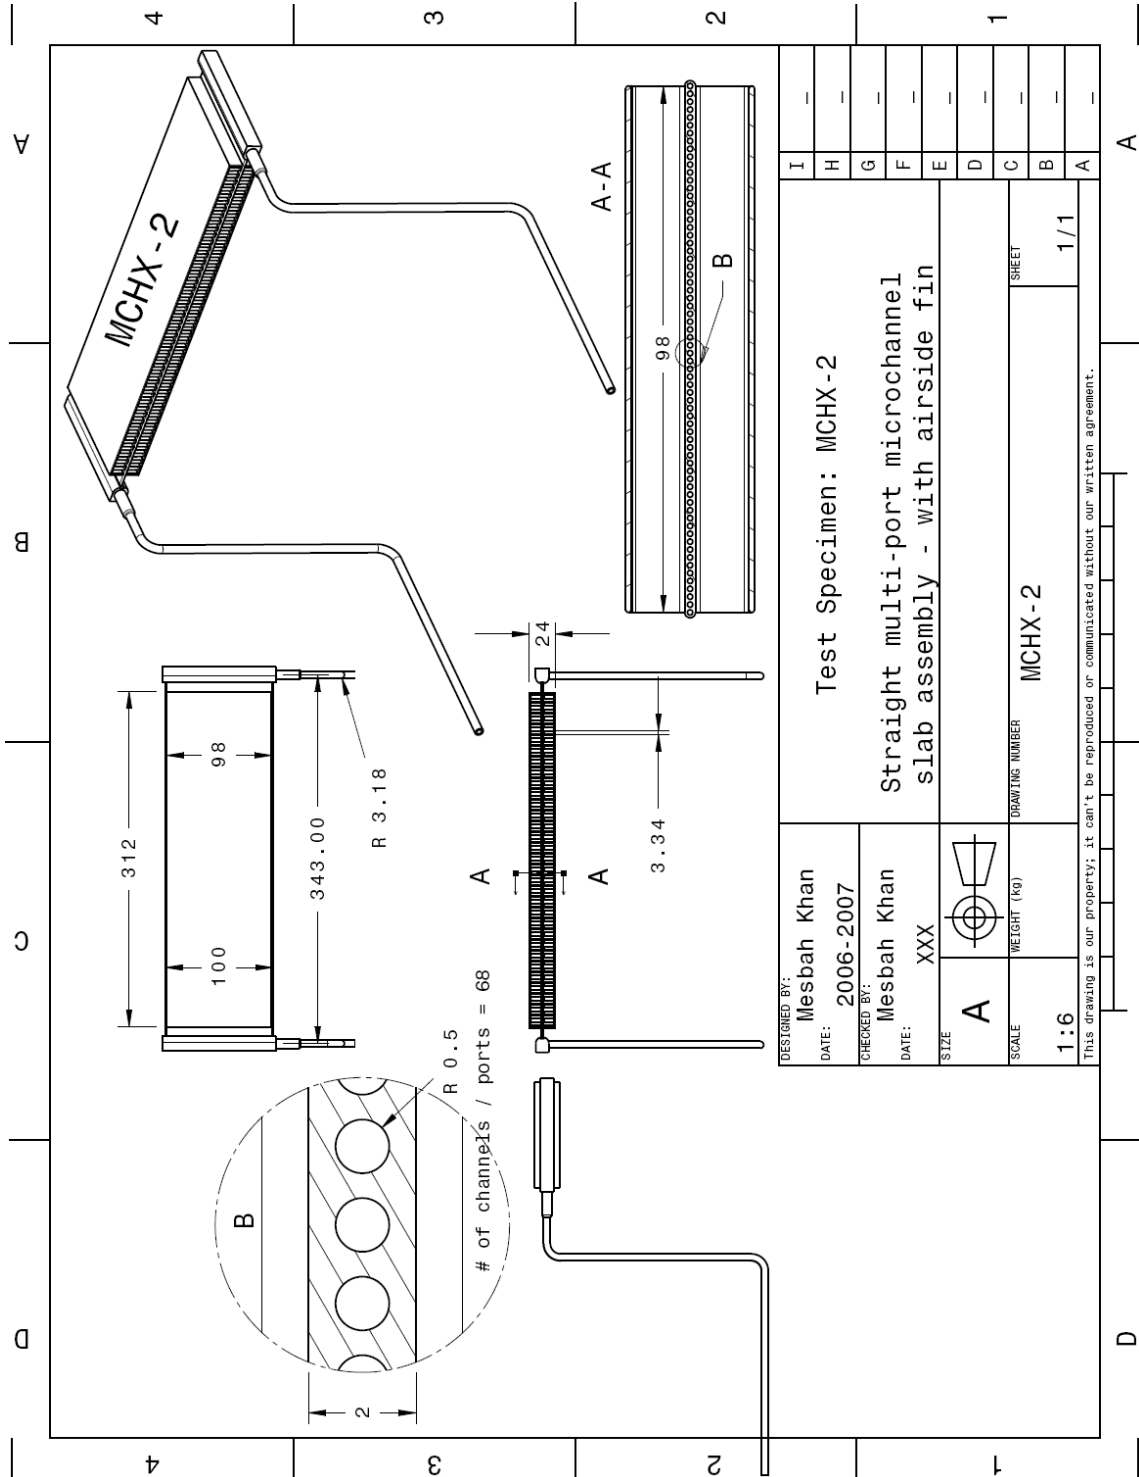 4
3
2
1
A
B
C
D
MCHX-2
312
98
100
343.00
R 3.18
B
R 0.5
# of channels / ports = 68
2
A
A
24
3.34
A-A
98
B
DESIGNED BY:
Mesbah Khan
DATE:
2006-2007
CHECKED BY:
Mesbah Khan
DATE:
XXX
SIZE
A
SCALE
1:6
WEIGHT (kg)
Test Specimen: MCHX-2
Straight multi-port microchannel
slab assembly - with airside fin
DRAWING NUMBER
MCHX-2
SHEET
1/1
I –
H –
G –
F –
E –
D –
C –
B –
A –
This drawing is our property; it can't be reproduced or communicated without our written agreement.
4
3
2
1
D
A